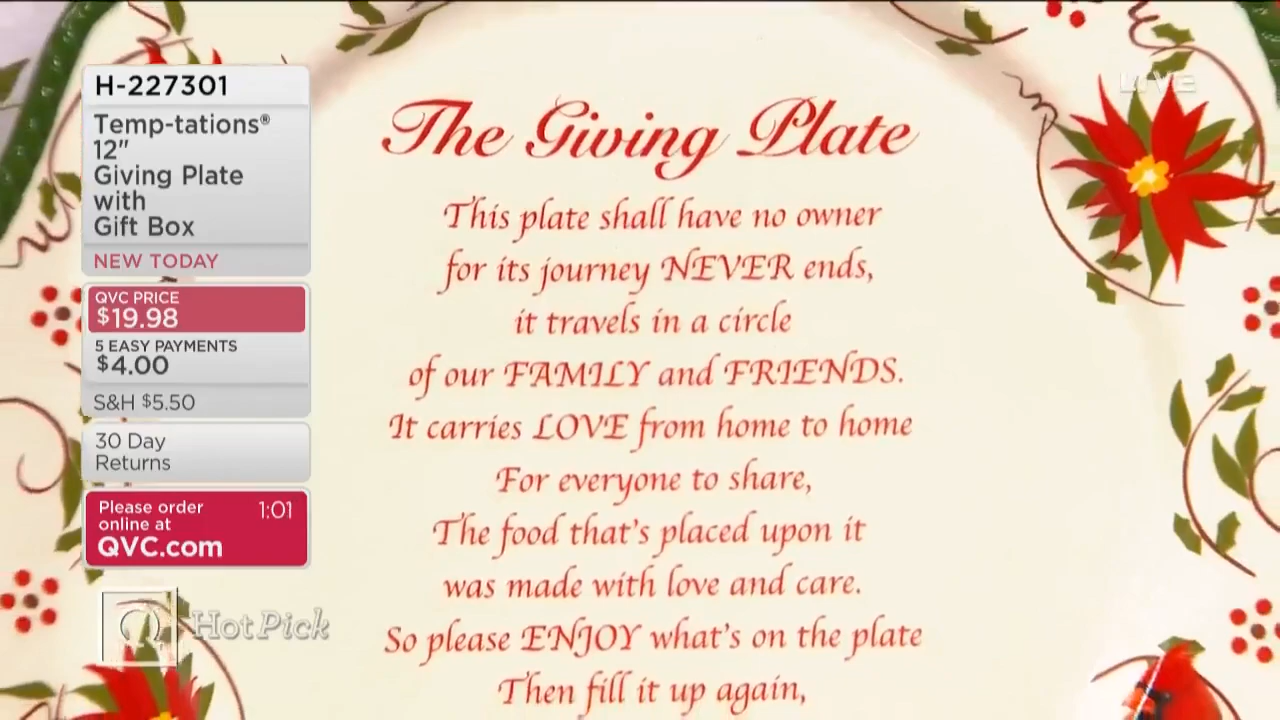 H-227301
Temp-tations®
12"
Giving Plate
with
Gift Box
NEW TODAY
QVC PRICE
$19.98
5 EASY PAYMENTS
$4.00
S&H $5.50
30 Day
Returns
Please order 1:01
online at
QVC.com
Hot Pick
LIVE
The Giving Plate
This plate shall have no owner
for its journey NEVER ends,
it travels in a circle
of our FAMILY and FRIENDS.
It carries LOVE from home to home
For everyone to share,
The food that's placed upon it
was made with love and care.
So please ENJOY what's on the plate
Then fill it up again,